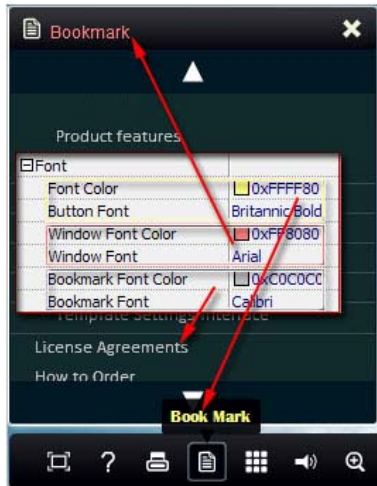 Bookmark
Product features
Font
Font Color 0xFFFF80
Button Font Britannic Bold
Window Font Color 0xFF8080
Window Font Arial
Bookmark Font Color 0xC0C0C0
Bookmark Font Calibri
Template Settings Interface
License Agreements
How to Order
Book Mark